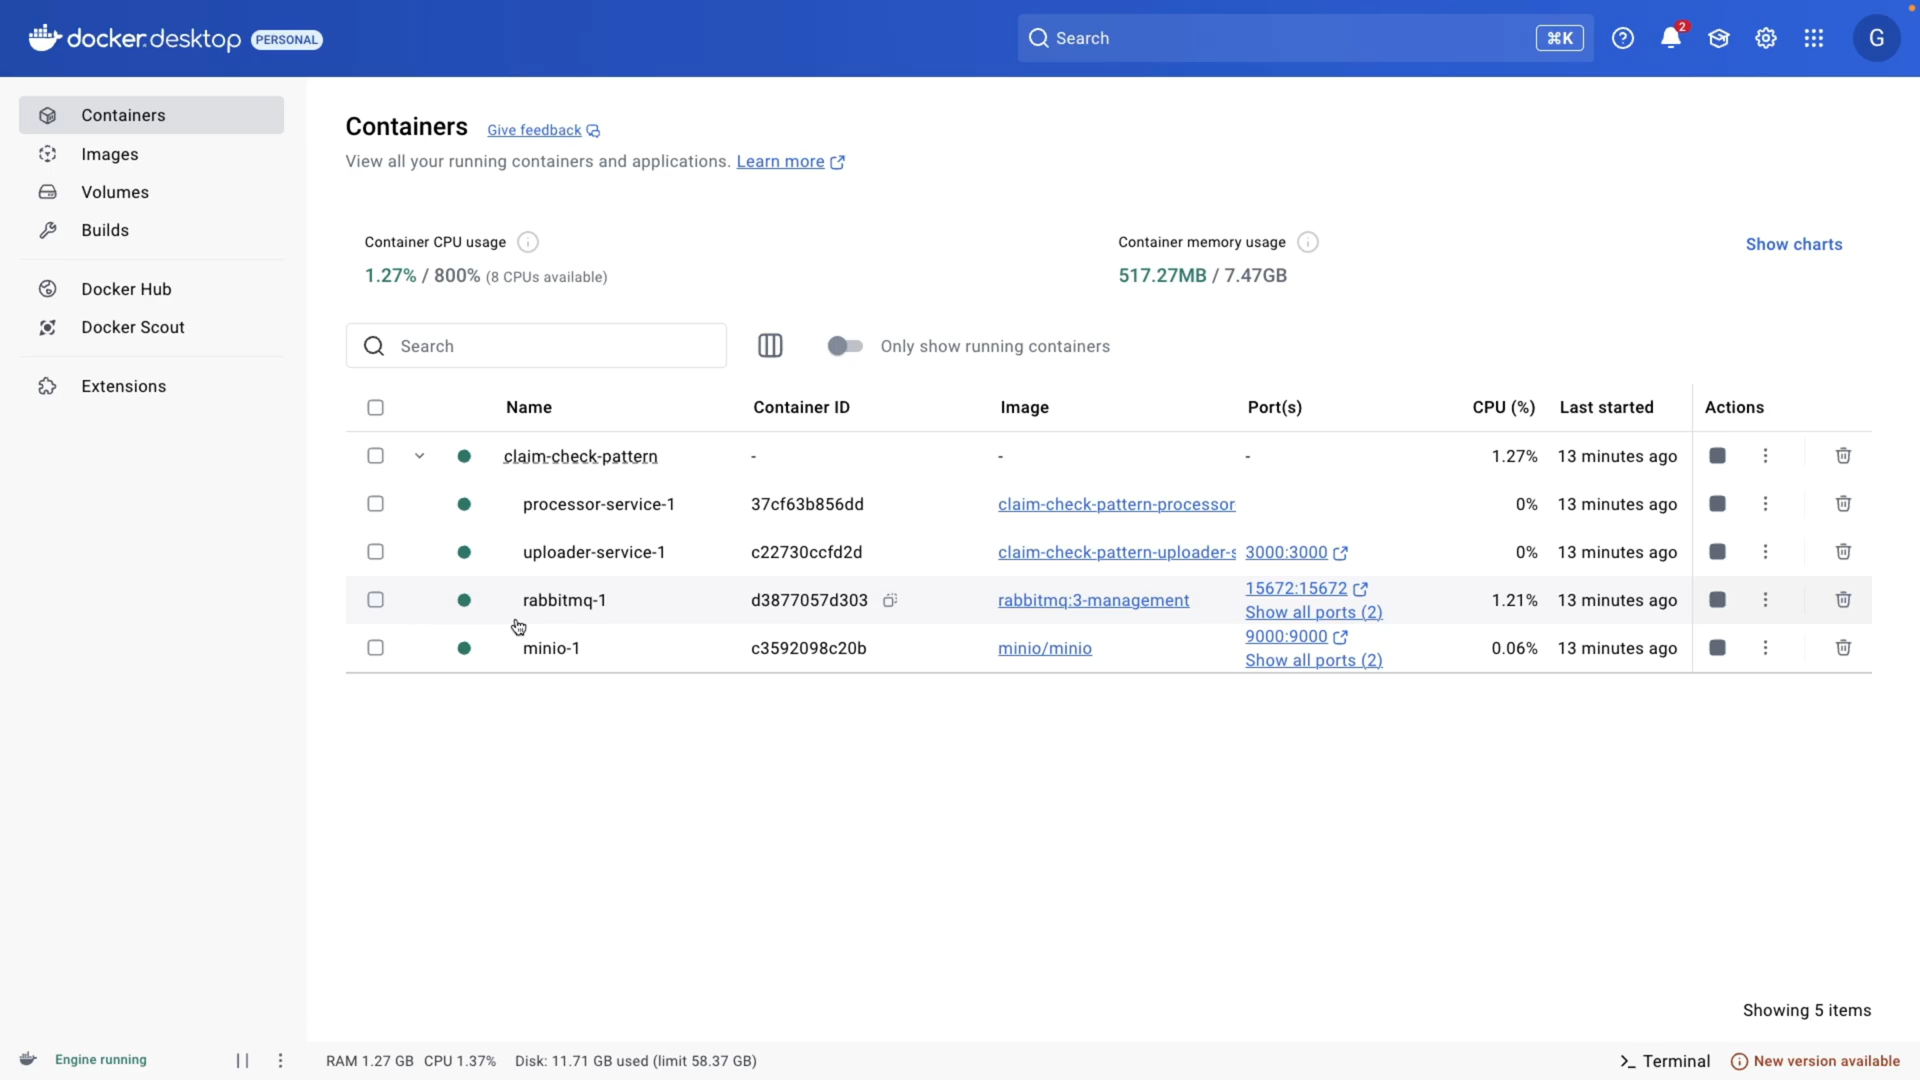 docker.desktop PERSONAL
Search ⌘K 2 G
Containers
Images
Volumes
Builds
Docker Hub
Docker Scout
Extensions
Containers Give feedback
View all your running containers and applications. Learn more
Container CPU usage
1.27% / 800% (8 CPUs available)
Container memory usage
517.27MB / 7.47GB
Show charts
Search
Only show running containers
Name Container ID Image Port(s) CPU (%) Last started Actions
claim-check-pattern - - - 1.27% 13 minutes ago
processor-service-1 37cf63b856dd claim-check-pattern-processor 0% 13 minutes ago
uploader-service-1 c22730ccfd2d claim-check-pattern-uploader-s 3000:3000 0% 13 minutes ago
rabbitmq-1 d3877057d303 rabbitmq:3-management 15672:15672 1.21% 13 minutes ago
Show all ports (2)
minio-1 c3592098c20b minio/minio 9000:9000 0.06% 13 minutes ago
Show all ports (2)
Showing 5 items
Engine running RAM 1.27 GB CPU 1.37% Disk: 11.71 GB used (limit 58.37 GB) >_ Terminal New version available